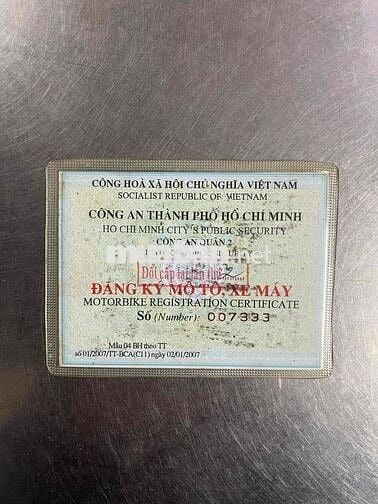 CÔNG HOÀ XÃ HỘI CHỦ NGHĨA VIỆT NAM
SOCIALIST REPUBLIC OF VIETNAM
CÔNG AN THÀNH PHỐ HỒ CHÍ MINH
HO CHI MINH CITY'S PUBLIC SECURITY
CÔNG AN QUẬN 2
Đổi cấp lại lần thứ
ĐĂNG KÝ MÔ TÔ, XE MÁY
MOTORBIKE REGISTRATION CERTIFICATE
Số (Number): 007333
Mẫu 04 BH theo TT
số 01/2007/TT-BCA(C11) ngày 02/01/2007